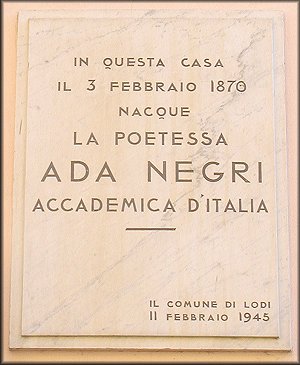 IN QUESTA CASA
IL 3 FEBBRAIO 1870
NACQUE
LA POETESSA
ADA NEGRI
ACCADEMICA D'ITALIA
IL COMUNE DI LODI
11 FEBBRAIO 1945